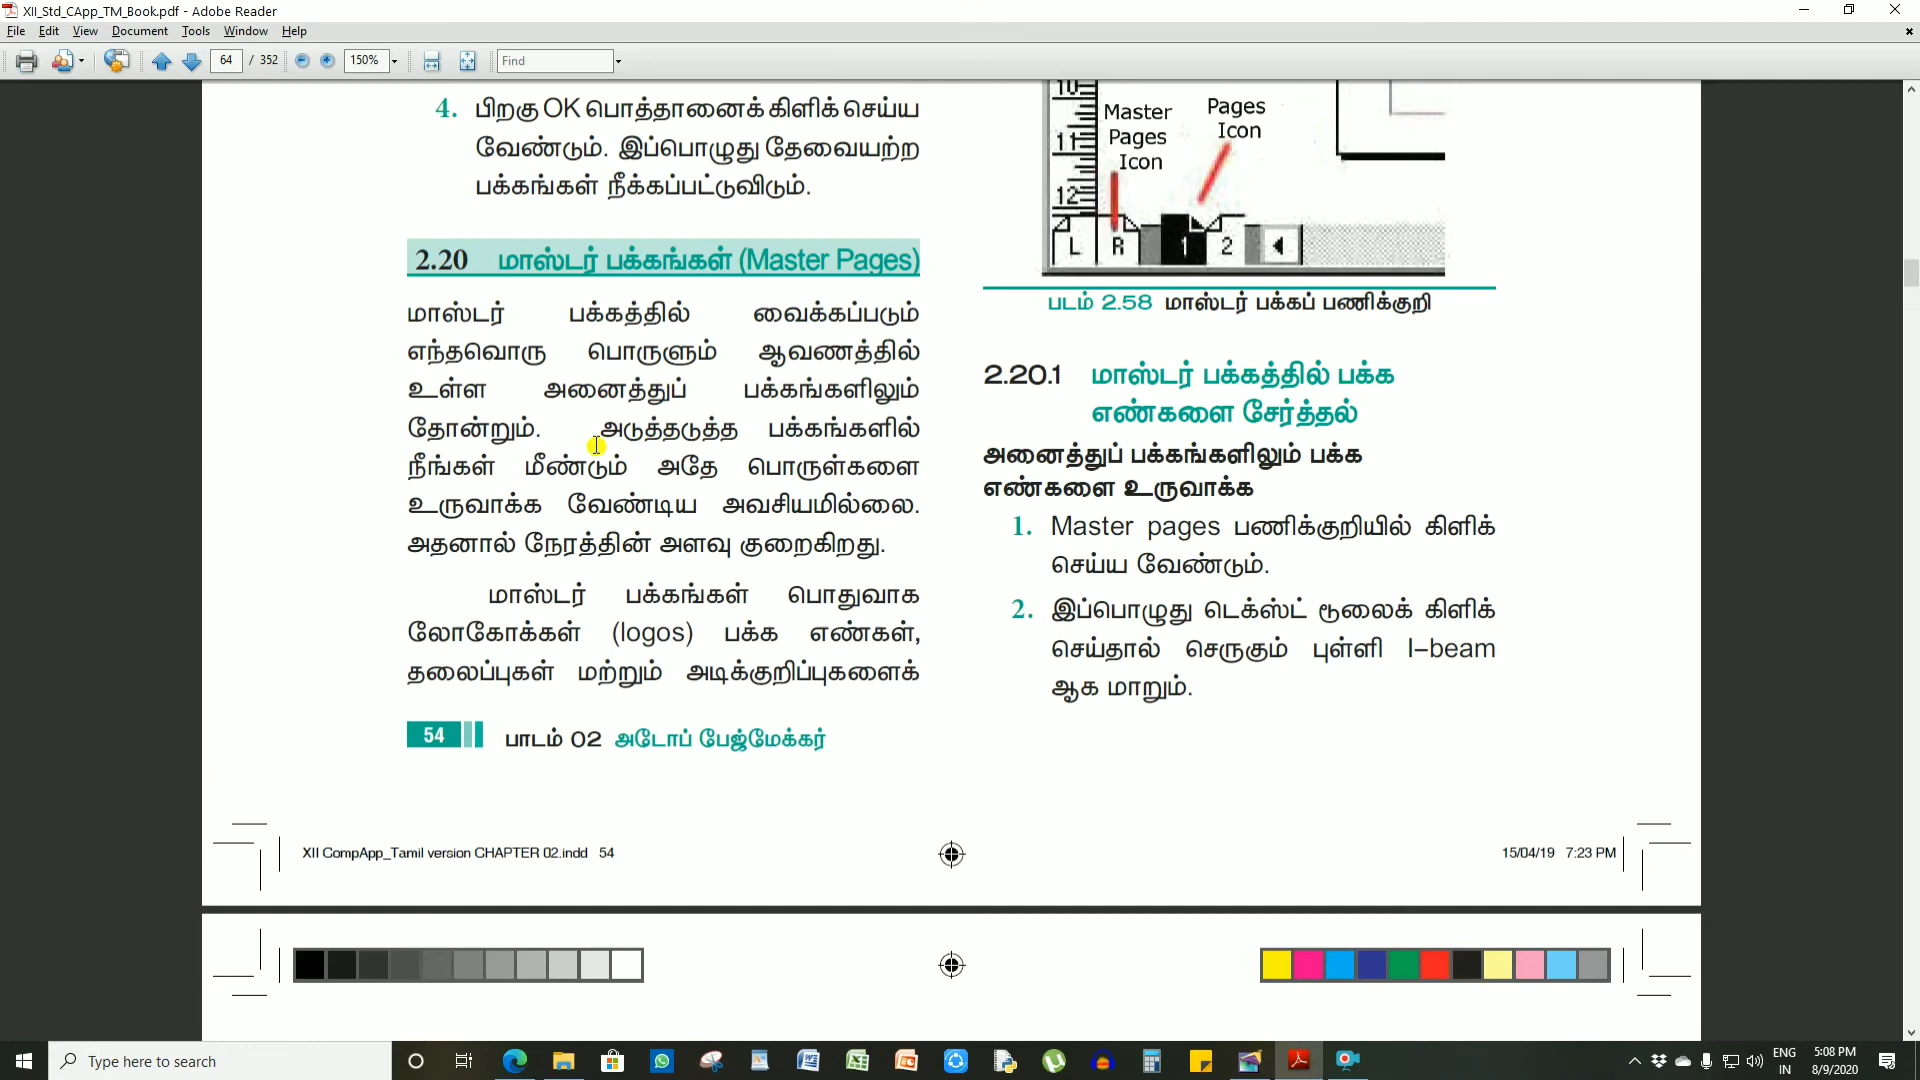 XII_Std_CApp_TM_Book.pdf - Adobe Reader
File Edit View Document Tools Window Help
64 / 352 150% Find
4. பிறகு OK பொத்தானைக் கிளிக் செய்ய
வேண்டும். இப்பொழுது தேவையற்ற
பக்கங்கள் நீக்கப்பட்டுவிடும்.
2.20 மாஸ்டர் பக்கங்கள் (Master Pages)
மாஸ்டர் பக்கத்தில் வைக்கப்படும்
எந்தவொரு பொருளும் ஆவணத்தில்
உள்ள அனைத்துப் பக்கங்களிலும்
தோன்றும். அடுத்தடுத்த பக்கங்களில்
நீங்கள் மீண்டும் அதே பொருள்களை
உருவாக்க வேண்டிய அவசியமில்லை.
அதனால் நேரத்தின் அளவு குறைகிறது.
மாஸ்டர் பக்கங்கள் பொதுவாக
லோகோக்கள் (logos) பக்க எண்கள்,
தலைப்புகள் மற்றும் அடிக்குறிப்புகளைக்
54 பாடம் 02 அடோப் பேஜ்மேக்கர்
10
Master
Pages
Icon
Pages
Icon
11
12
L R 1 2
படம் 2.58 மாஸ்டர் பக்கப் பணிக்குறி
2.20.1 மாஸ்டர் பக்கத்தில் பக்க
எண்களை சேர்த்தல்
அனைத்துப் பக்கங்களிலும் பக்க
எண்களை உருவாக்க
1. Master pages பணிக்குறியில் கிளிக்
செய்ய வேண்டும்.
2. இப்பொழுது டெக்ஸ்ட் டூலைக் கிளிக்
செய்தால் செருகும் புள்ளி I–beam
ஆக மாறும்.
XII CompApp_Tamil version CHAPTER 02.indd 54
15/04/19 7:23 PM
Type here to search
ENG
IN
5:08 PM
8/9/2020